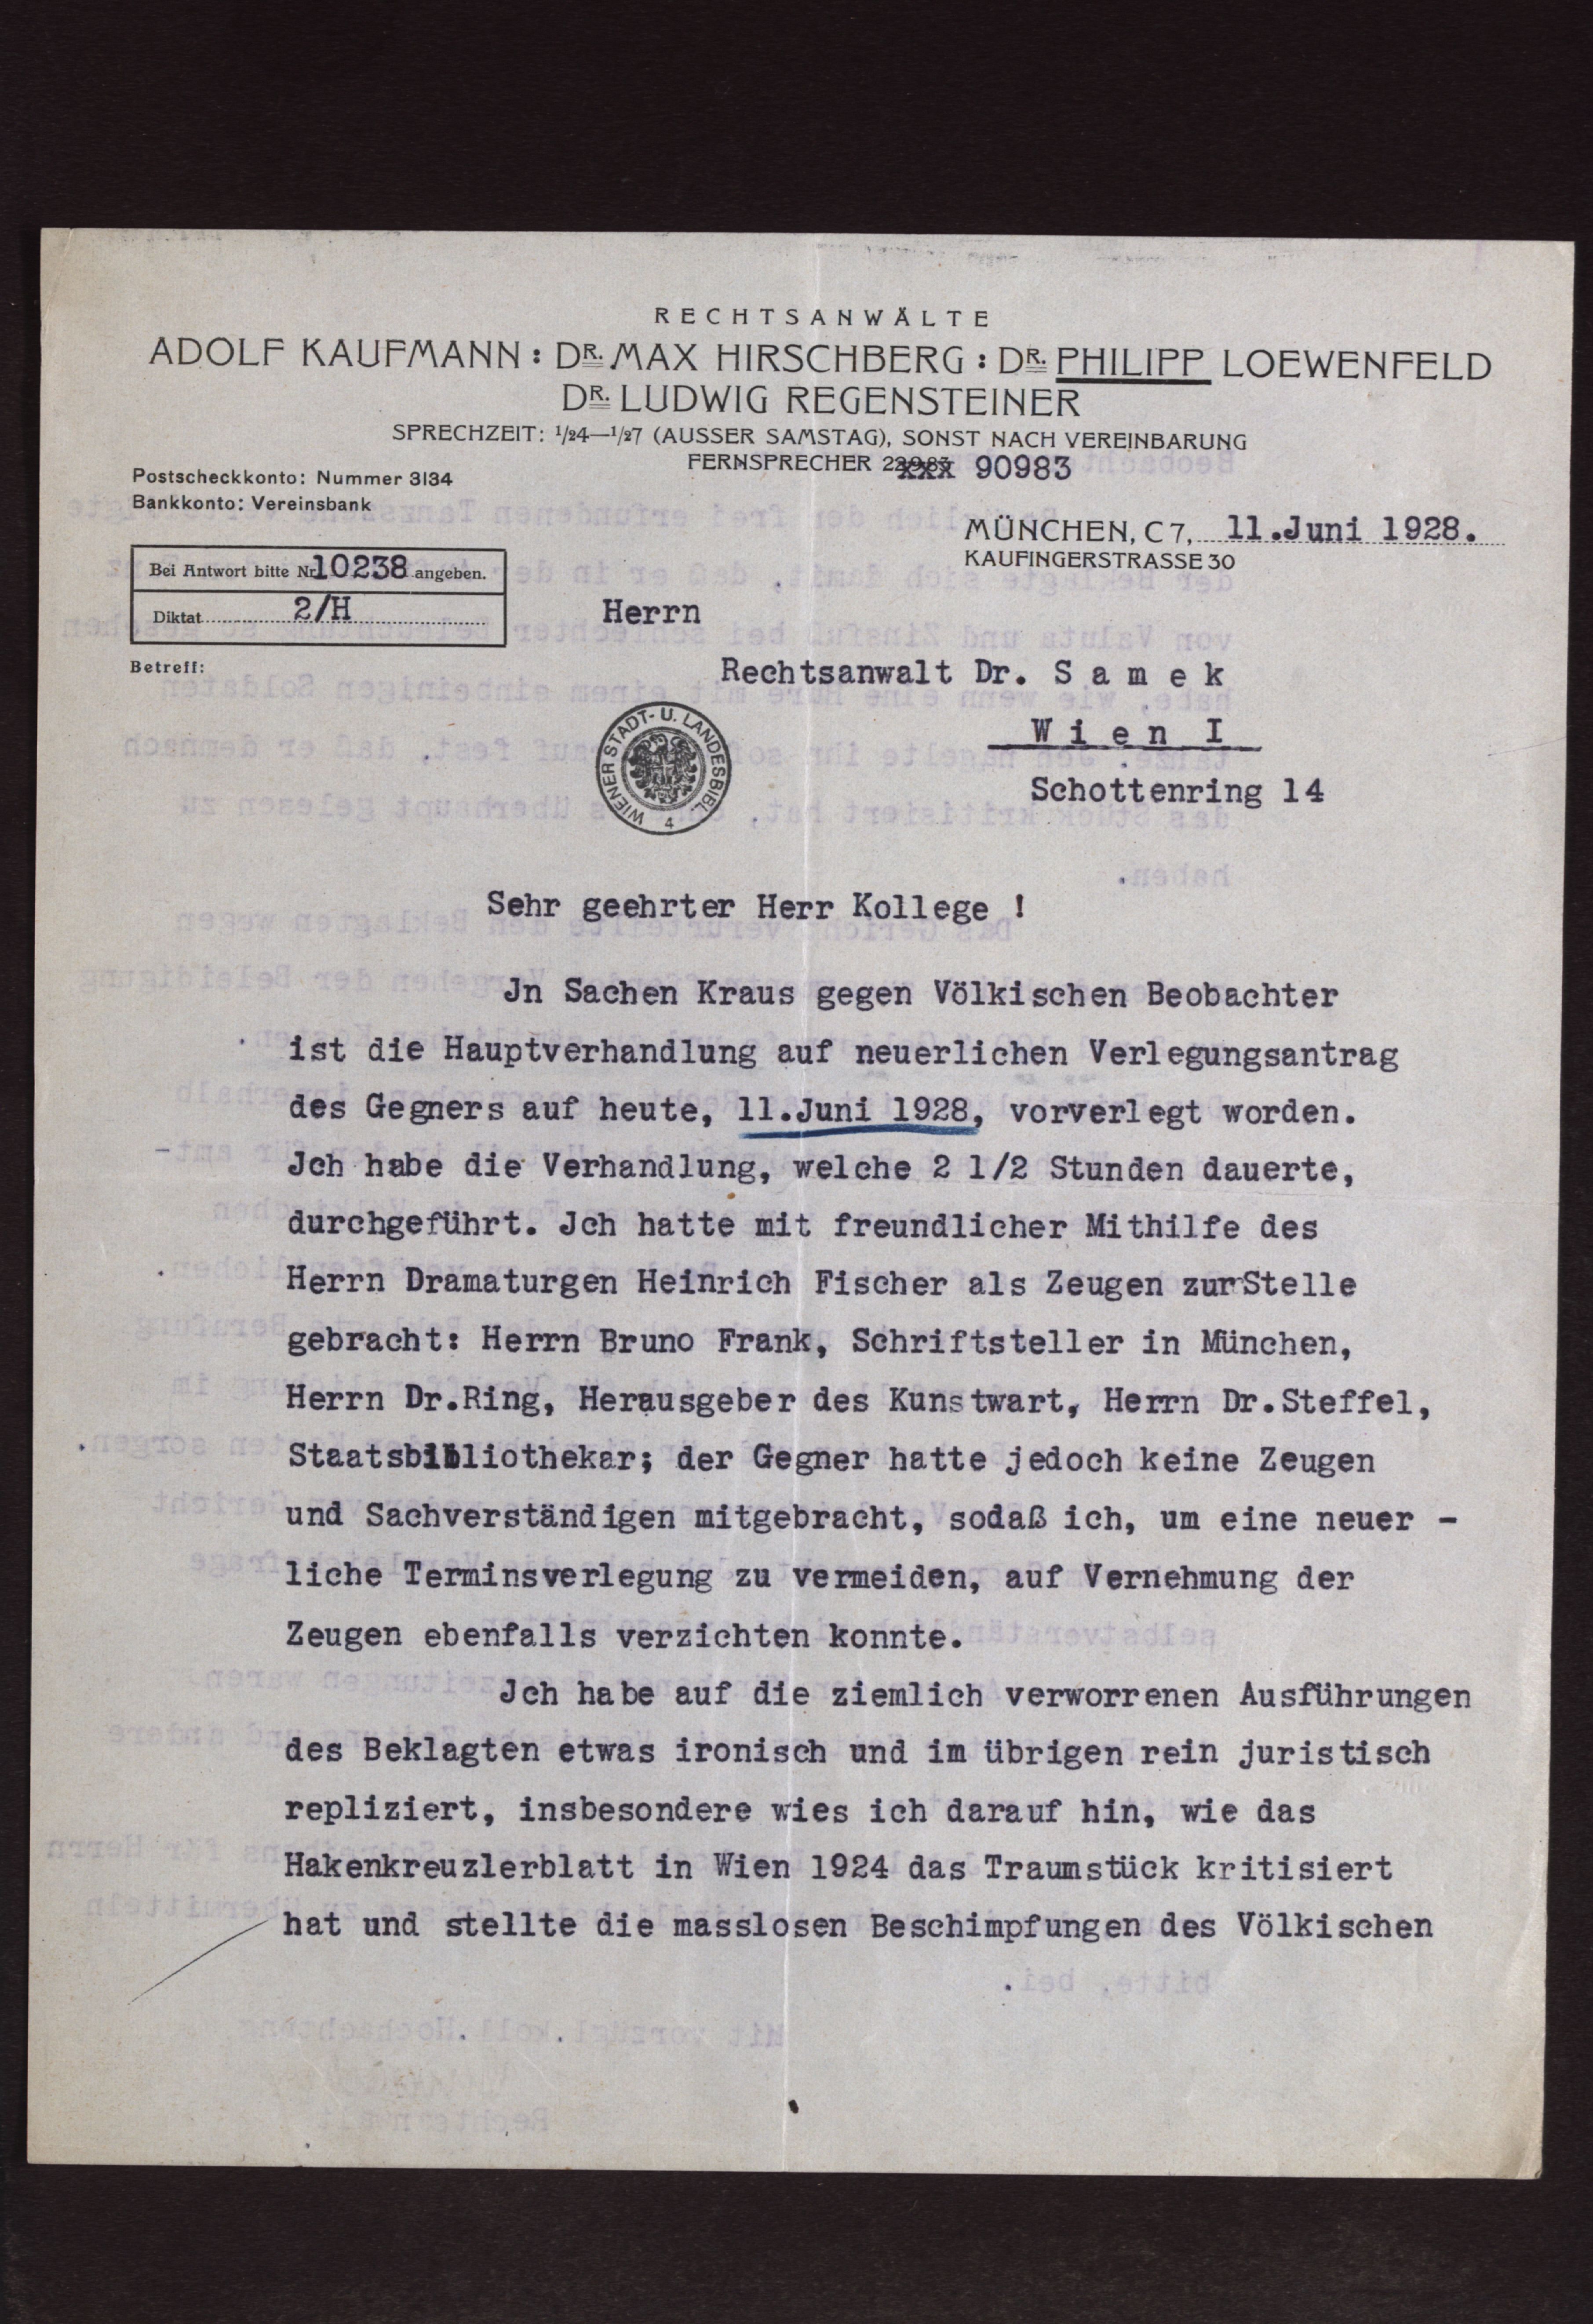 RECHTSANWÄLTE
ADOLF KAUFMANN : DR. MAX HIRSCHBERG : DR. PHILIPP LOEWENFELD
DR. LUDWIG REGENSTEINER
SPRECHZEIT: 1/24—1/27 (AUSSER SAMSTAG), SONST NACH VEREINBARUNG
FERNSPRECHER 90983
Postscheckkonto: Nummer 3134
Bankkonto: Vereinsbank
MÜNCHEN, C 7, 11.Juni 1928.
KAUFINGERSTRASSE 30
Bei Antwort bitte Nr. 10238 angeben.
Diktat 2/H
Betreff:
Herrn
Rechtsanwalt Dr. S a m e k
W i e n I
Schottenring 14
WIENER STADT- U. LANDESBIBL. 4
Sehr geehrter Herr Kollege !
Jn Sachen Kraus gegen Völkischen Beobachter
ist die Hauptverhandlung auf neuerlichen Verlegungsantrag
des Gegners auf heute, 11.Juni 1928, vorverlegt worden.
Jch habe die Verhandlung, welche 2 1/2 Stunden dauerte,
durchgeführt. Jch hatte mit freundlicher Mithilfe des
Herrn Dramaturgen Heinrich Fischer als Zeugen zur Stelle
gebracht: Herrn Bruno Frank, Schriftsteller in München,
Herrn Dr.Ring, Herausgeber des Kunstwart, Herrn Dr.Steffel,
Staatsbibliothekar; der Gegner hatte jedoch keine Zeugen
und Sachverständigen mitgebracht, sodaß ich, um eine neuer -
liche Terminsverlegung zu vermeiden, auf Vernehmung der
Zeugen ebenfalls verzichten konnte.
Jch habe auf die ziemlich verworrenen Ausführungen
des Beklagten etwas ironisch und im übrigen rein juristisch
repliziert, insbesondere wies ich darauf hin, wie das
Hakenkreuzlerblatt in Wien 1924 das Traumstück kritisiert
hat und stellte die masslosen Beschimpfungen des Völkischen